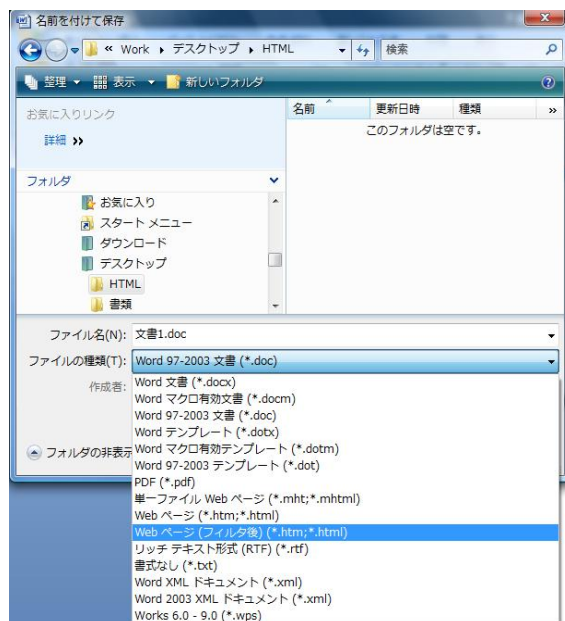 名前を付けて保存
« Work ▸ デスクトップ ▸ HTML
検索
整理 表示 新しいフォルダ
お気に入りリンク
詳細 »
名前 更新日時 種類 »
このフォルダは空です。
フォルダ
お気に入り
スタート メニュー
ダウンロード
デスクトップ
HTML
書類
ファイル名(N): 文書1.doc
ファイルの種類(T): Word 97-2003 文書 (*.doc)
作成者:
フォルダの非表示
Word 文書 (*.docx)
Word マクロ有効文書 (*.docm)
Word 97-2003 文書 (*.doc)
Word テンプレート (*.dotx)
Word マクロ有効テンプレート (*.dotm)
Word 97-2003 テンプレート (*.dot)
PDF (*.pdf)
単一ファイル Web ページ (*.mht;*.mhtml)
Web ページ (*.htm;*.html)
Web ページ (フィルタ後) (*.htm;*.html)
リッチ テキスト形式 (RTF) (*.rtf)
書式なし (*.txt)
Word XML ドキュメント (*.xml)
Word 2003 XML ドキュメント (*.xml)
Works 6.0 - 9.0 (*.wps)